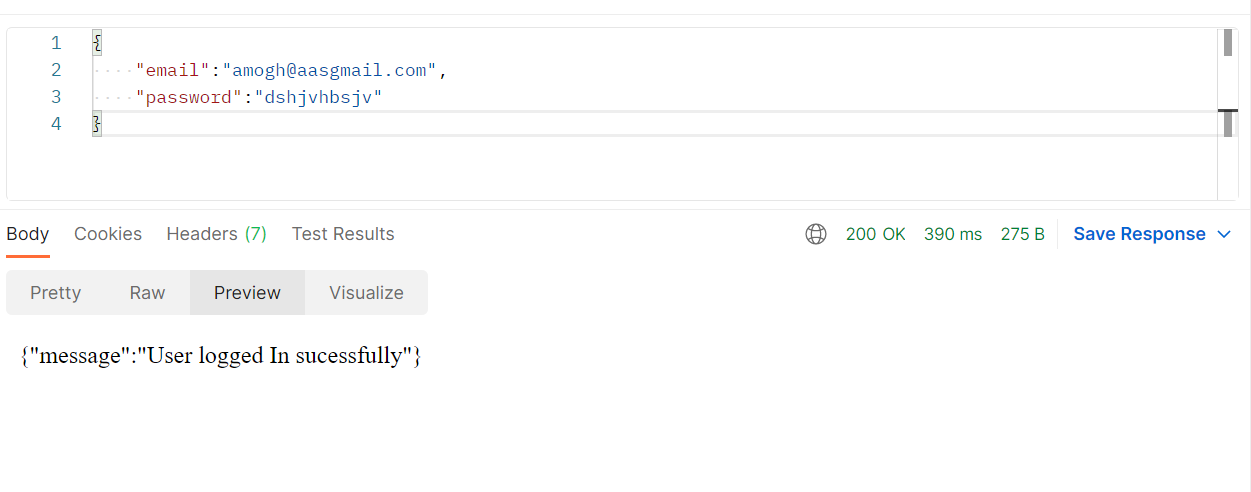 1 {
2 "email":"amogh@aasgmail.com",
3 "password":"dshjvhbsjv"
4 }
Body Cookies Headers (7) Test Results 200 OK 390 ms 275 B Save Response
Pretty Raw Preview Visualize
{"message":"User logged In sucessfully"}